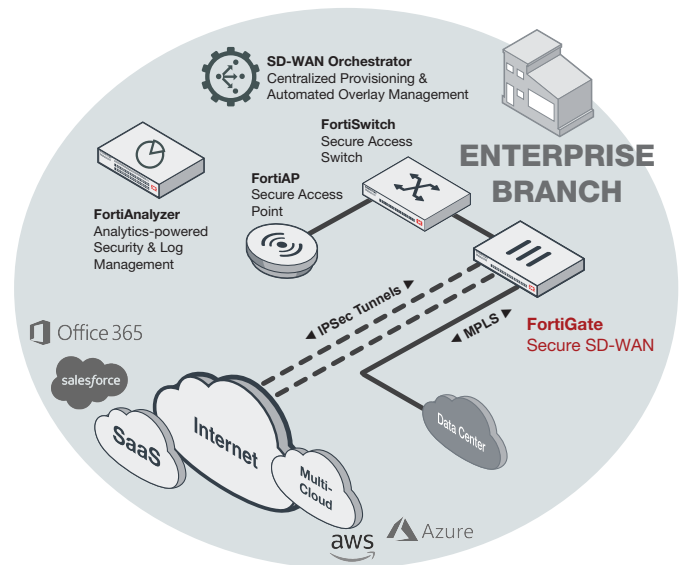 SD-WAN Orchestrator
Centralized Provisioning &
Automated Overlay Management
FortiSwitch
Secure Access
Switch
ENTERPRISE
BRANCH
FortiAP
Secure Access
Point
FortiAnalyzer
Analytics-powered
Security & Log
Management
◄ IPSec Tunnels ►
◄ MPLS ►
FortiGate
Secure SD-WAN
Office 365
salesforce
SaaS
Internet
Multi-
Cloud
Data Center
aws
Azure